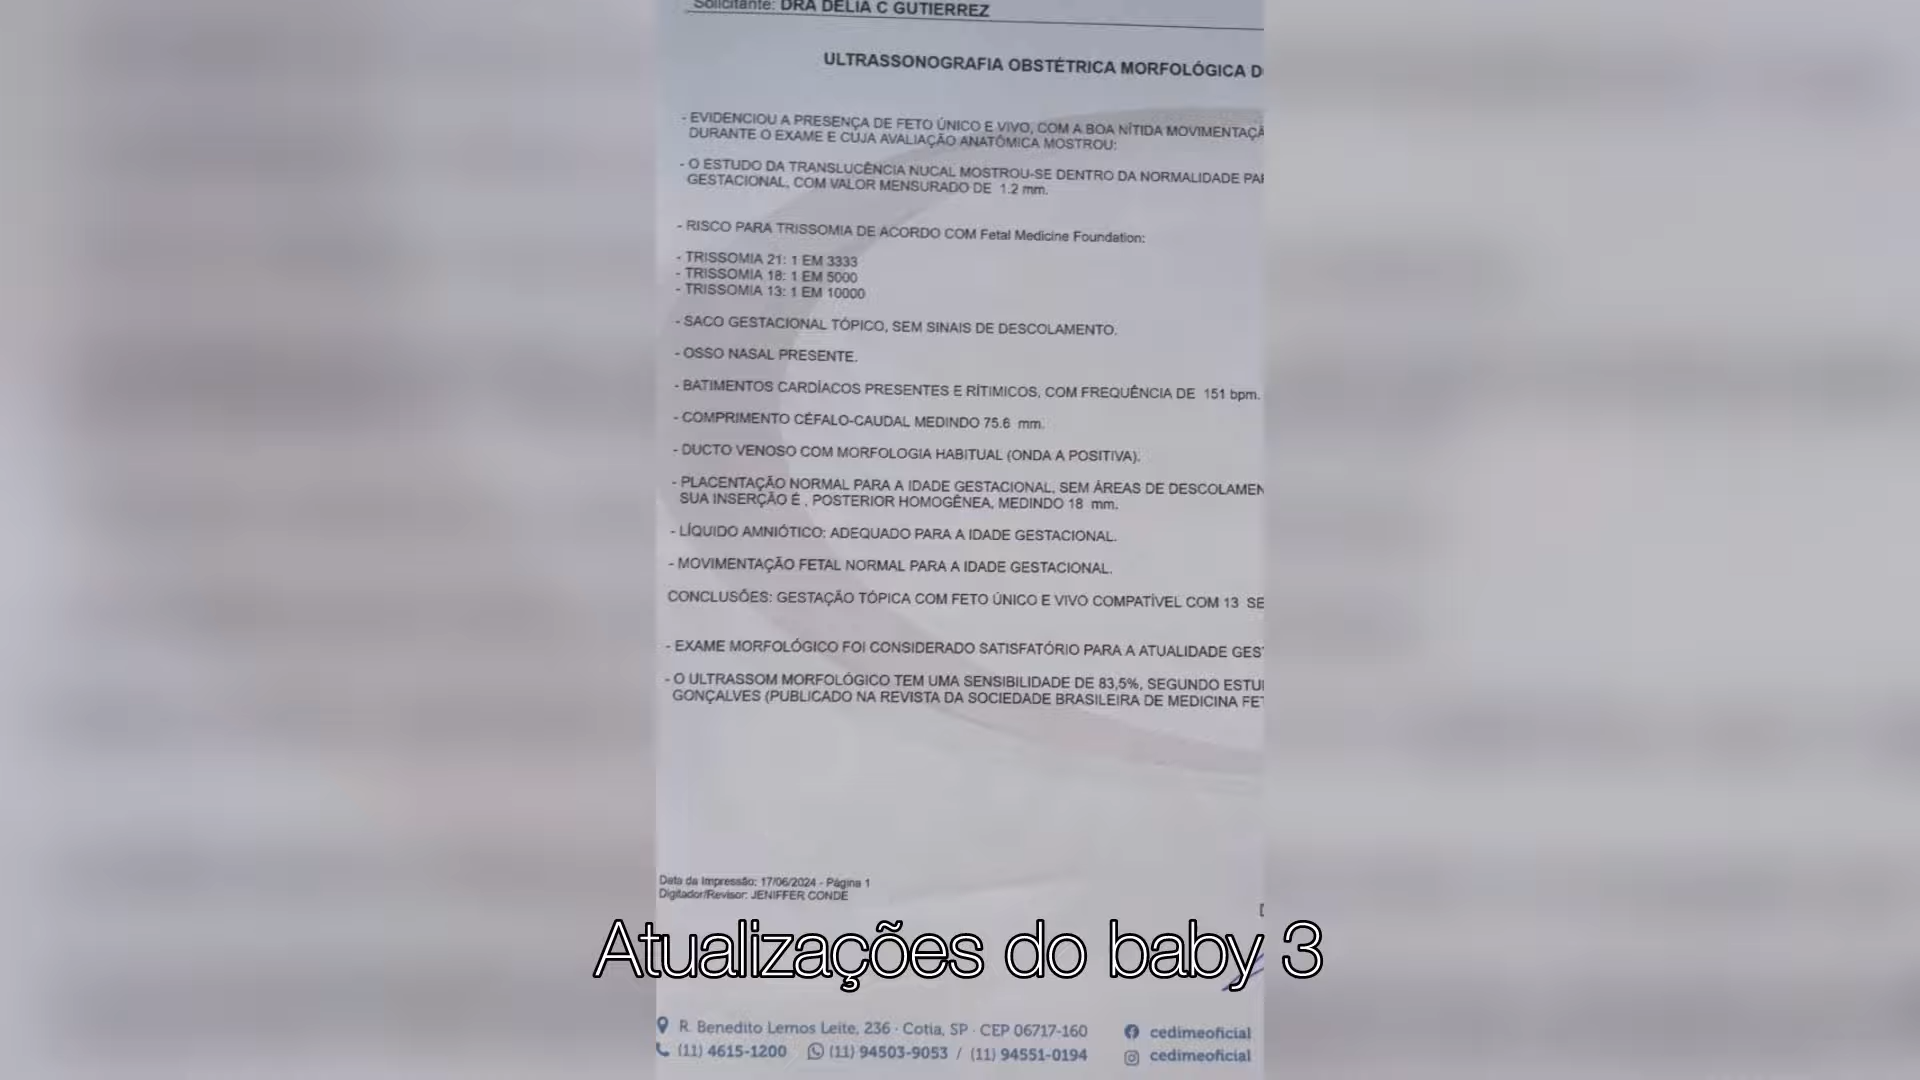 Solicitante: DRA DELIA C GUTIERREZ
ULTRASSONOGRAFIA OBSTÉTRICA MORFOLÓGICA D
- EVIDENCIOU A PRESENÇA DE FETO ÚNICO E VIVO, COM A BOA NÍTIDA MOVIMENTAÇÃ
DURANTE O EXAME E CUJA AVALIAÇÃO ANATÔMICA MOSTROU:
- O ESTUDO DA TRANSLUCÊNCIA NUCAL MOSTROU-SE DENTRO DA NORMALIDADE PAR
GESTACIONAL, COM VALOR MENSURADO DE 1.2 mm.
- RISCO PARA TRISSOMIA DE ACORDO COM Fetal Medicine Foundation:
- TRISSOMIA 21: 1 EM 3333
- TRISSOMIA 18: 1 EM 5000
- TRISSOMIA 13: 1 EM 10000
- SACO GESTACIONAL TÓPICO, SEM SINAIS DE DESCOLAMENTO.
- OSSO NASAL PRESENTE.
- BATIMENTOS CARDÍACOS PRESENTES E RÍTIMICOS, COM FREQUÊNCIA DE 151 bpm.
- COMPRIMENTO CÉFALO-CAUDAL MEDINDO 75.6 mm.
- DUCTO VENOSO COM MORFOLOGIA HABITUAL (ONDA A POSITIVA).
- PLACENTAÇÃO NORMAL PARA A IDADE GESTACIONAL, SEM ÁREAS DE DESCOLAMEN
SUA INSERÇÃO É , POSTERIOR HOMOGÊNEA, MEDINDO 18 mm.
- LÍQUIDO AMNIÓTICO: ADEQUADO PARA A IDADE GESTACIONAL.
- MOVIMENTAÇÃO FETAL NORMAL PARA A IDADE GESTACIONAL.
CONCLUSÕES: GESTAÇÃO TÓPICA COM FETO ÚNICO E VIVO COMPATÍVEL COM 13 SE
- EXAME MORFOLÓGICO FOI CONSIDERADO SATISFATÓRIO PARA A ATUALIDADE GES
- O ULTRASSOM MORFOLÓGICO TEM UMA SENSIBILIDADE DE 83,5%, SEGUNDO ESTU
GONÇALVES (PUBLICADO NA REVISTA DA SOCIEDADE BRASILEIRA DE MEDICINA FET
Data da Impressão: 17/06/2024 - Página 1
Digitador/Revisor: JENIFFER CONDE
Atualizações do baby 3
R. Benedito Lemos Leite, 236 · Cotia, SP · CEP 06717-160
cedimeoficial
(11) 4615-1200 (11) 94503-9053 / (11) 94551-0194
cedimeoficial